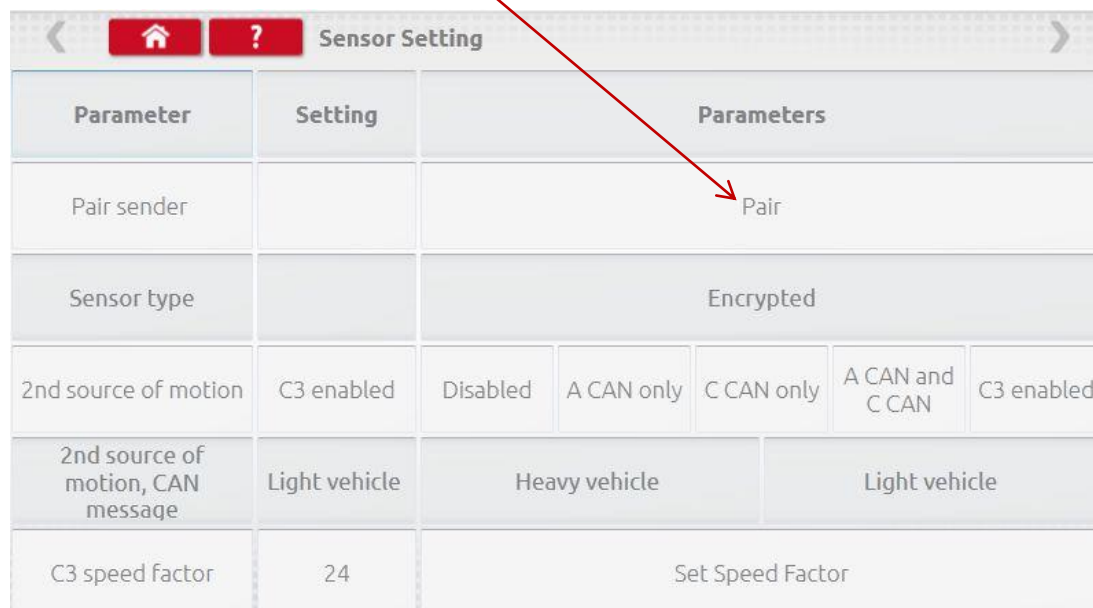 ? Sensor Setting
Parameter Setting Parameters
Pair sender Pair
Sensor type Encrypted
2nd source of motion C3 enabled Disabled A CAN only C CAN only A CAN and
C CAN C3 enabled
2nd source of
motion, CAN
message Light vehicle Heavy vehicle Light vehicle
C3 speed factor 24 Set Speed Factor